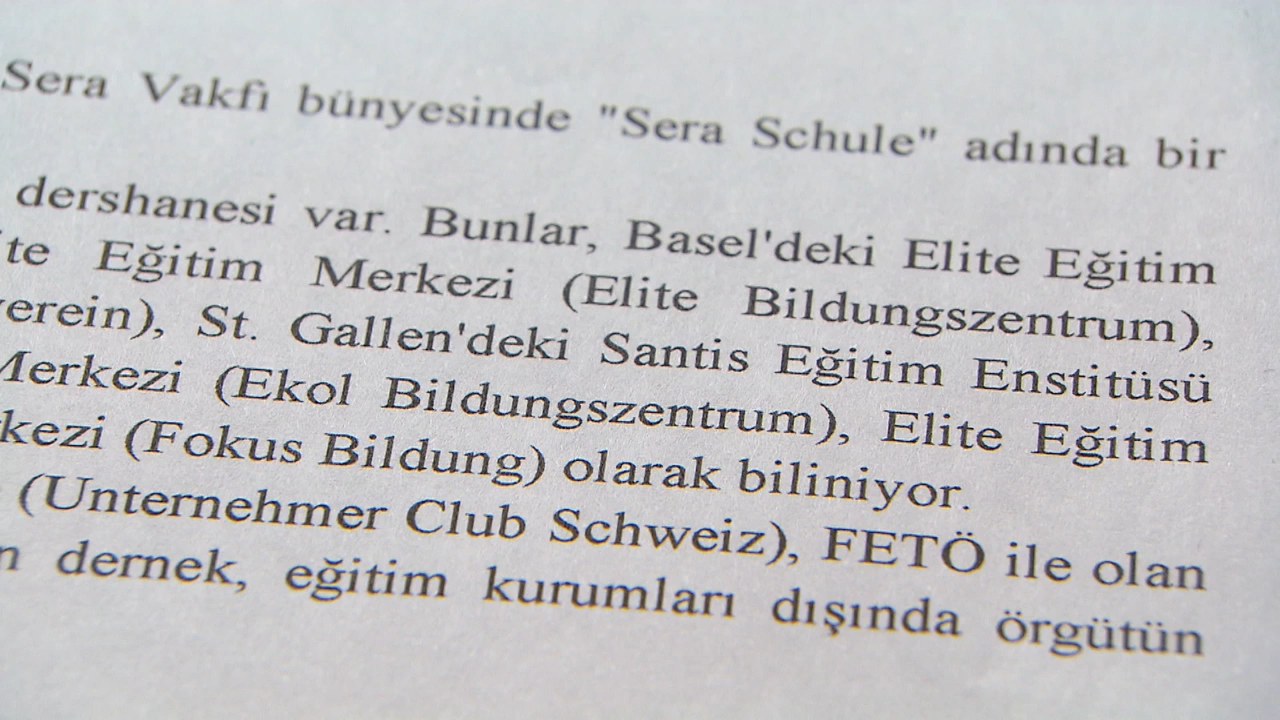 Sera Vakfı bünyesinde "Sera Schule" adında bir
dershanesi var. Bunlar, Basel'deki Elite Eğitim
'te Eğitim Merkezi (Elite Bildungszentrum),
verein), St. Gallen'deki Santis Eğitim Enstitüsü
Merkezi (Ekol Bildungszentrum), Elite Eğitim
kezi (Fokus Bildung) olarak biliniyor.
(Unternehmer Club Schweiz), FETÖ ile olan
n dernek, eğitim kurumları dışında örgütün